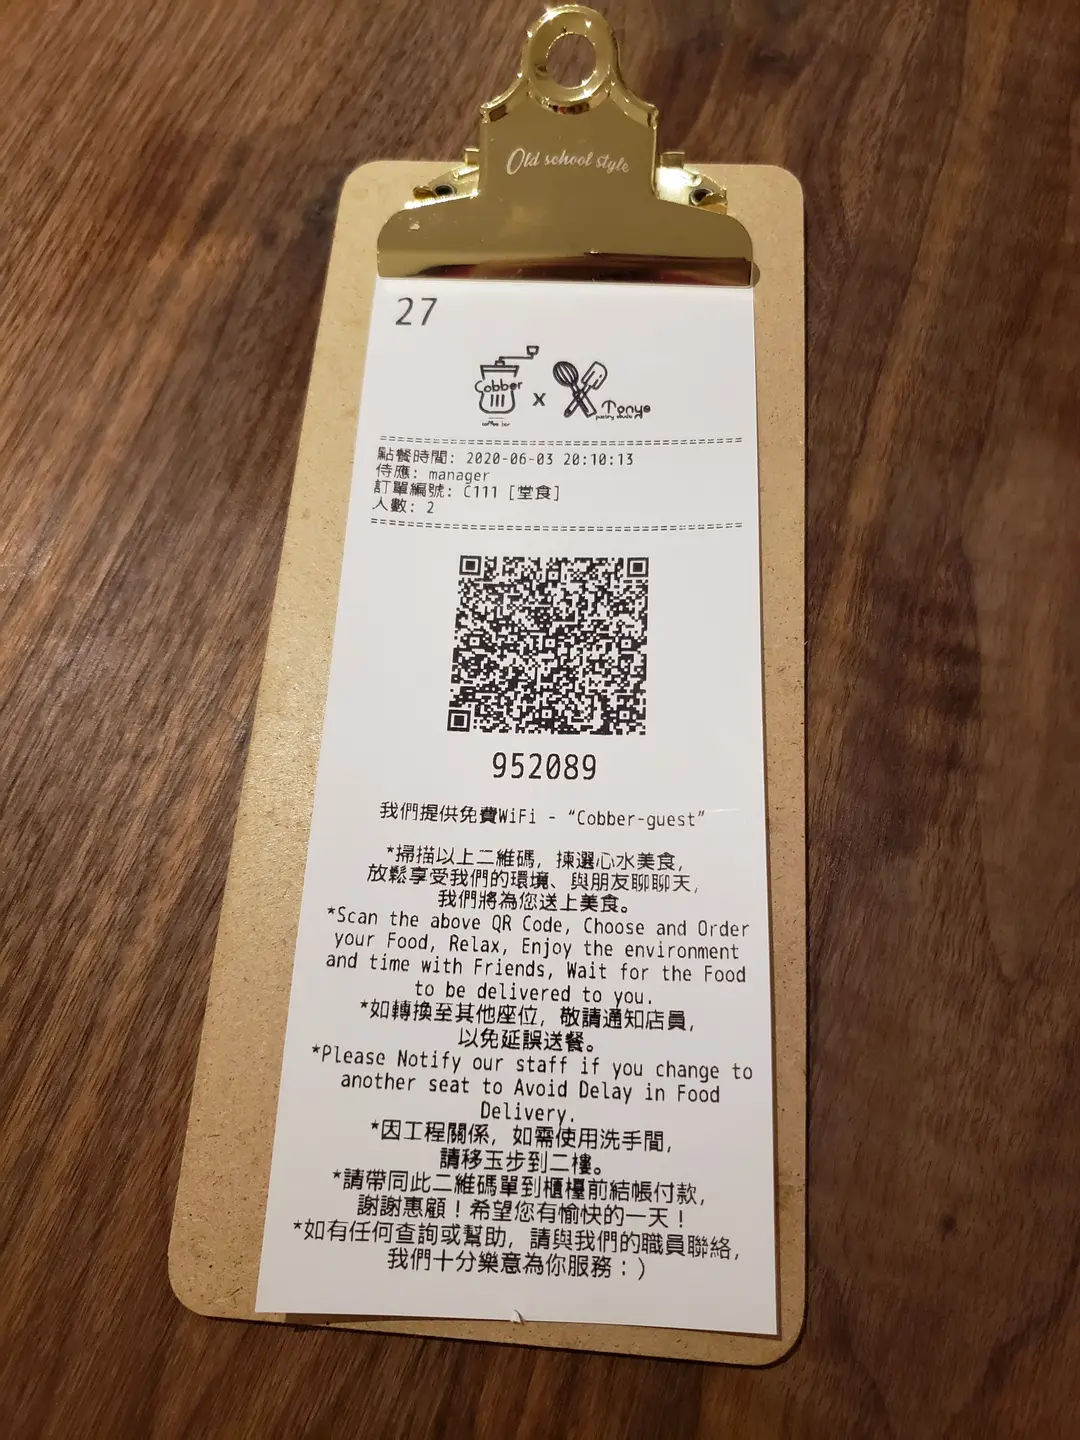 Old school style
27
Cobber
coffee bar
x
Tonys
pastry studio
點餐時間: 2020-06-03 20:10:13
侍應: manager
訂單編號: C111 [堂食]
人數: 2
952089
我們提供免費WiFi - “Cobber-guest”
*掃描以上二維碼, 揀選心水美食,
放鬆享受我們的環境、與朋友聊聊天,
我們將為您送上美食。
*Scan the above QR Code, Choose and Order
your Food, Relax, Enjoy the environment
and time with Friends, Wait for the Food
to be delivered to you.
*如轉換至其他座位, 敬請通知店員,
以免延誤送餐。
*Please Notify our staff if you change to
another seat to Avoid Delay in Food
Delivery.
*因工程關係, 如需使用洗手間,
請移玉步到二樓。
*請帶同此二維碼單到櫃檯前結帳付款,
謝謝惠顧！希望您有愉快的一天！
*如有任何查詢或幫助, 請與我們的職員聯絡,
我們十分樂意為你服務：)